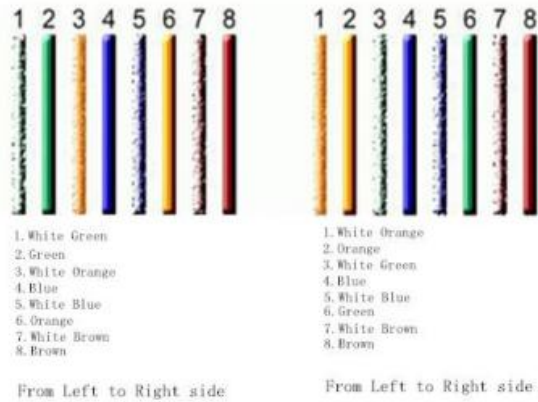 1 2 3 4 5 6 7 8
1. White Green
2. Green
3. White Orange
4. Blue
5. White Blue
6. Orange
7. White Brown
8. Brown
From Left to Right side
1 2 3 4 5 6 7 8
1. White Orange
2. Orange
3. White Green
4. Blue
5. White Blue
6. Green
7. White Brown
8. Brown
From Left to Right side